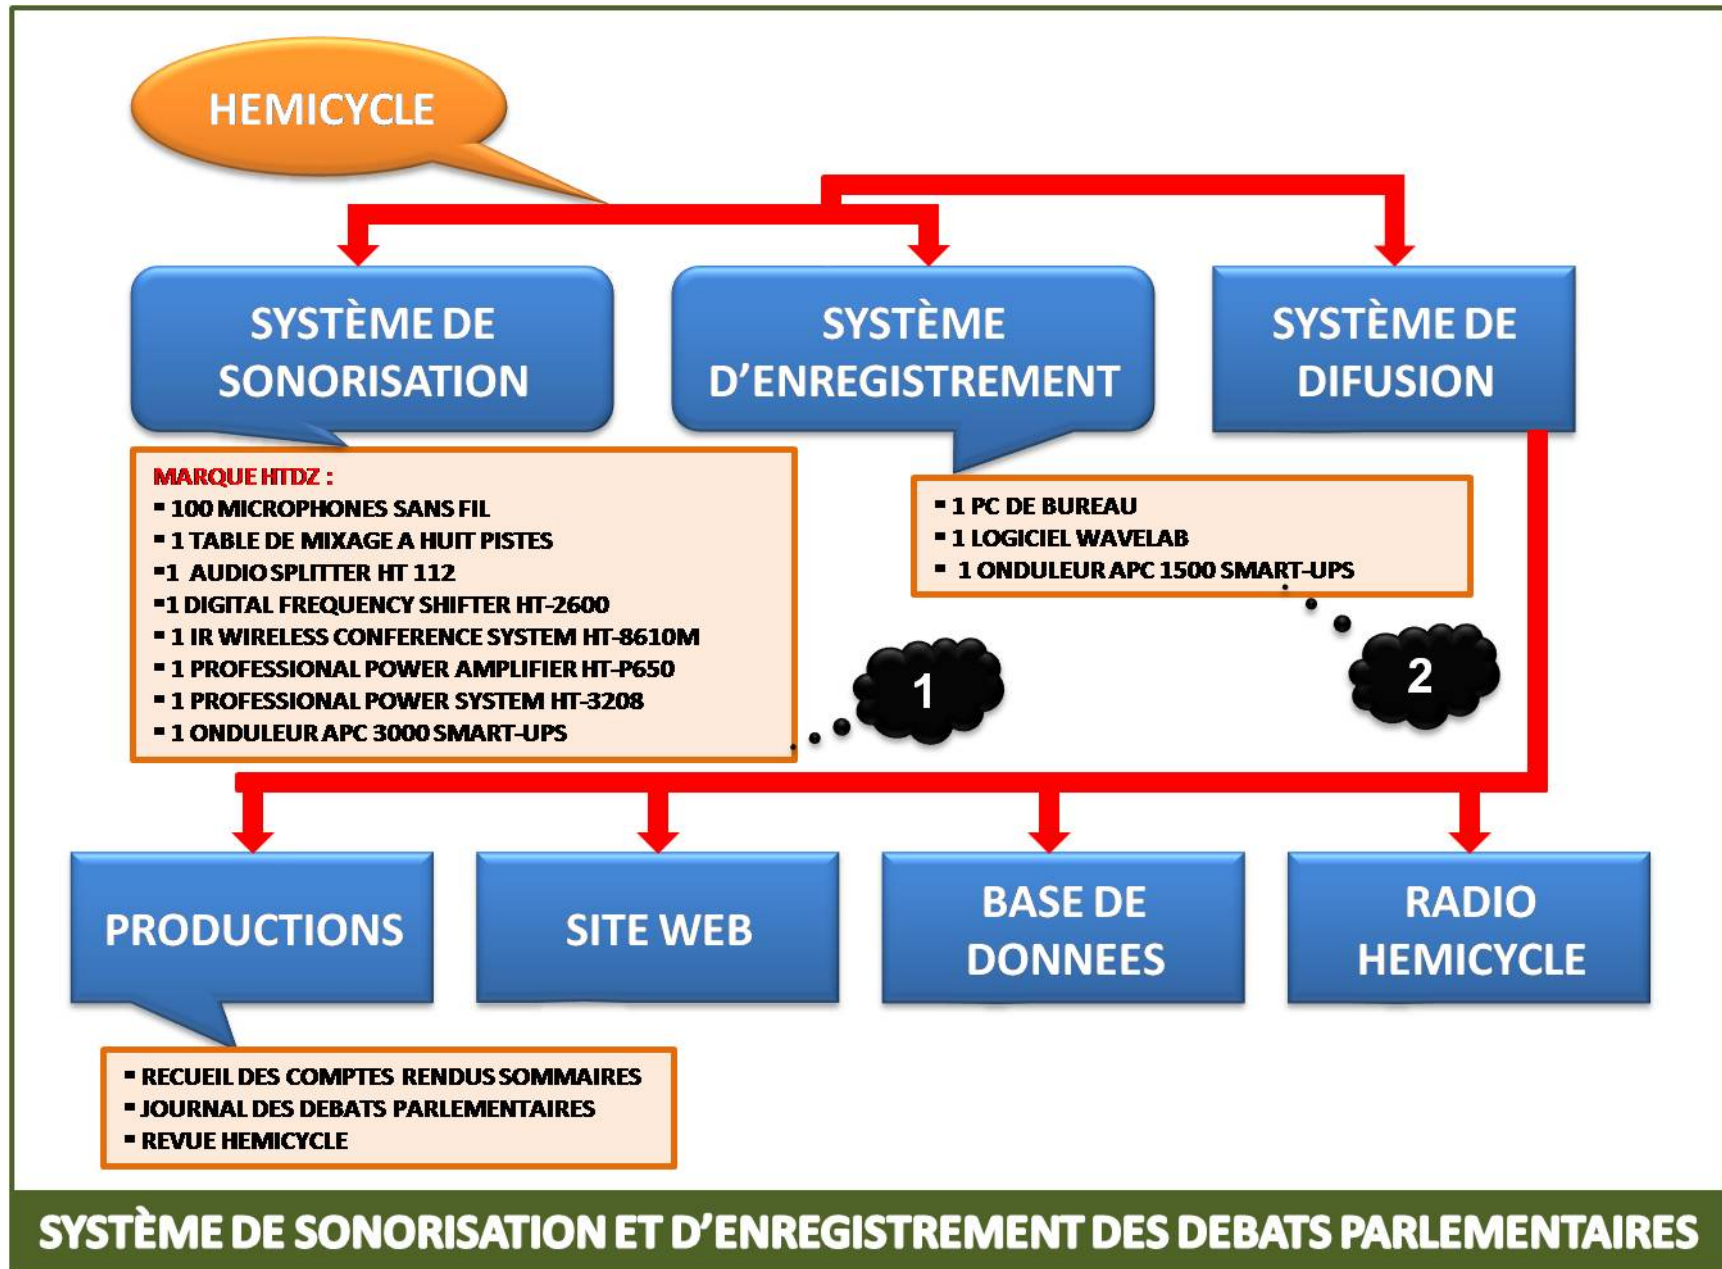 HEMICYCLE
SYSTÈME DE
SONORISATION
SYSTÈME
D'ENREGISTREMENT
SYSTÈME DE
DIFUSION
MARQUE HTDZ :
▪ 100 MICROPHONES SANS FIL
▪ 1 TABLE DE MIXAGE A HUIT PISTES
▪1 AUDIO SPLITTER HT 112
▪1 DIGITAL FREQUENCY SHIFTER HT-2600
▪ 1 IR WIRELESS CONFERENCE SYSTEM HT-8610M
▪ 1 PROFESSIONAL POWER AMPLIFIER HT-P650
▪ 1 PROFESSIONAL POWER SYSTEM HT-3208
▪ 1 ONDULEUR APC 3000 SMART-UPS
▪ 1 PC DE BUREAU
▪ 1 LOGICIEL WAVELAB
▪ 1 ONDULEUR APC 1500 SMART-UPS
1
2
PRODUCTIONS
SITE WEB
BASE DE
DONNEES
RADIO
HEMICYCLE
▪ RECUEIL DES COMPTES RENDUS SOMMAIRES
▪ JOURNAL DES DEBATS PARLEMENTAIRES
▪ REVUE HEMICYCLE
SYSTÈME DE SONORISATION ET D'ENREGISTREMENT DES DEBATS PARLEMENTAIRES